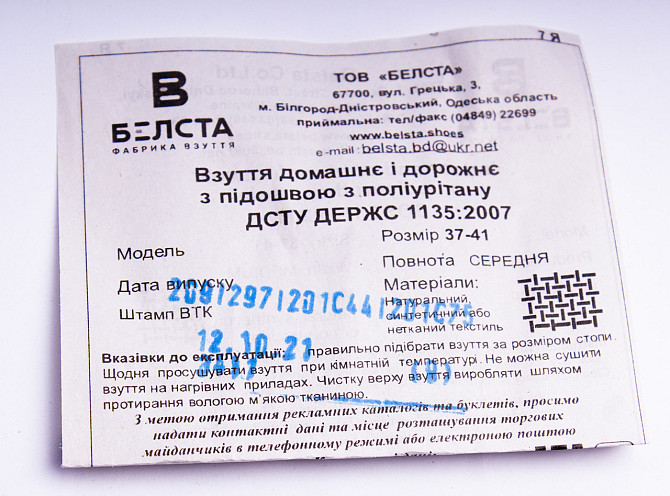 7 Я
ТОВ «БЕЛСТА»
67700, вул. Грецька, 3,
м. Білгород-Дністровський, Одеська область
приймальна: тел/факс (04849) 22699
www.belsta.shoes
e-mail: belsta.bd@ukr.net
БЕЛСТА
ФАБРИКА ВЗУТТЯ
Взуття домашнє і дорожнє
з підошвою з поліурітану
ДСТУ ДЕРЖС 1135:2007
Модель
Розмір 37-41
Повнота СЕРЕДНЯ
Дата випуску
Матеріали:
Натуральний,
синтетичний або
нетканий текстиль
Штамп ВТК
12.10-21
Вказівки до експлуатації: правильно підібрати взуття за розміром стопи.
Щодня просушувати взуття при кімнатній температурі. Не можна сушити
взуття на нагрівних приладах. Чистку верху взуття виробляти шляхом
протирання вологою м'якою тканиною.
З метою отримання рекламних каталогів та буклетів, просимо
надати контактні дані та місце розташування торгових
майданчиків в телефонному режимі або електроною поштою